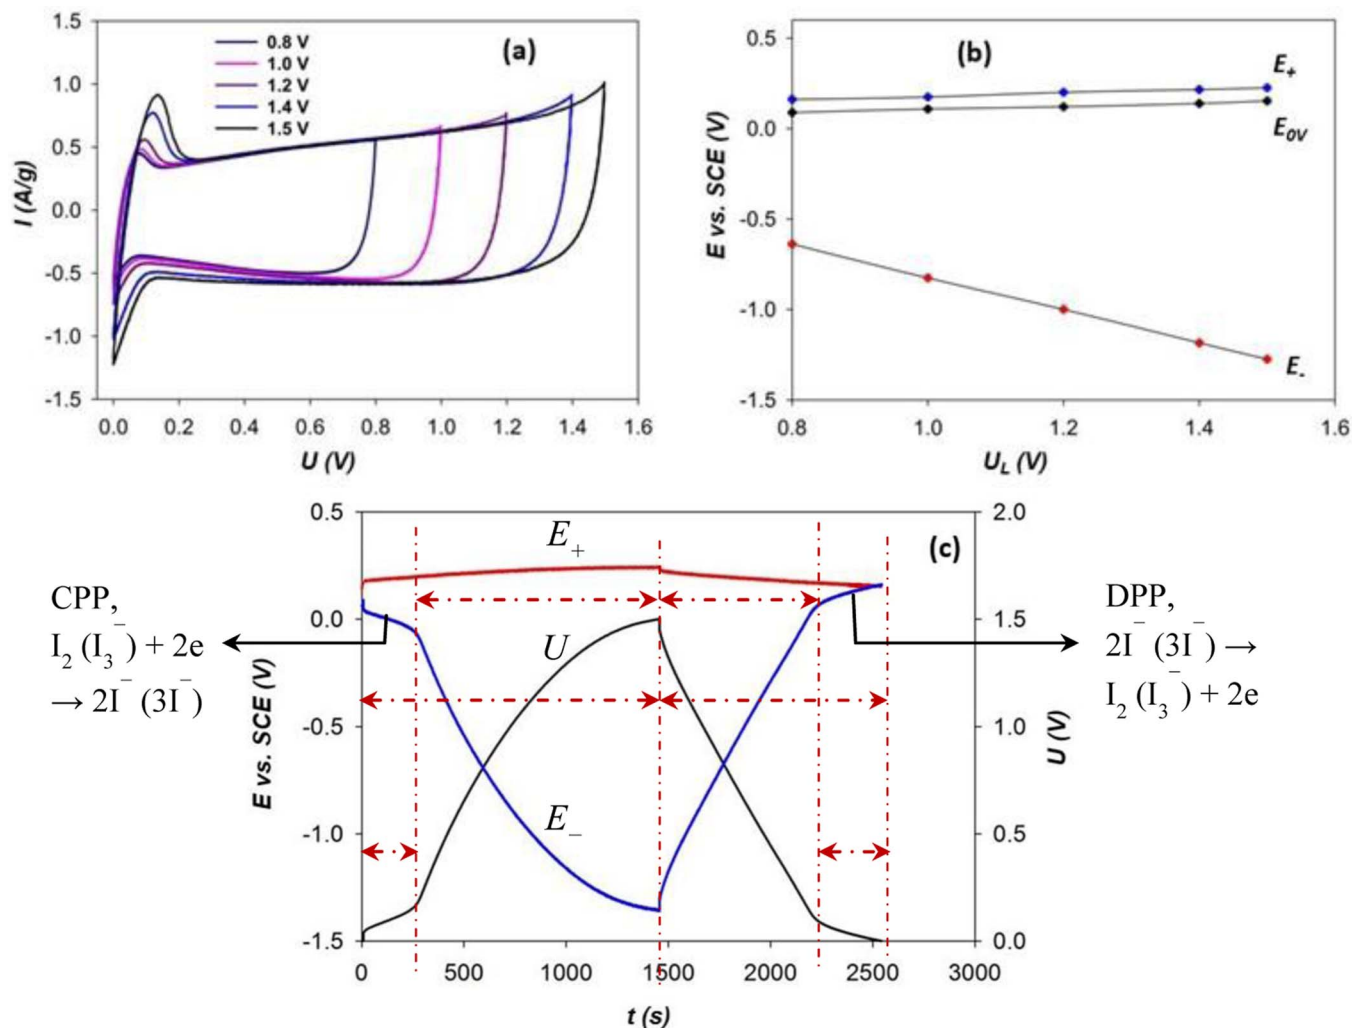 (a)
0.8 V
1.0 V
1.2 V
1.4 V
1.5 V
1.5
1.0
0.5
0.0
-0.5
-1.0
-1.5
I (A/g)
0.0 0.2 0.4 0.6 0.8 1.0 1.2 1.4 1.6
U (V)
(b)
E₊
E₀ᵥ
E₋
0.5
0.0
-0.5
-1.0
-1.5
E vs. SCE (V)
0.8 1.0 1.2 1.4 1.6
U_L (V)
(c)
E₊
U
E₋
0.5
0.0
-0.5
-1.0
-1.5
E vs. SCE (V)
2.0
1.5
1.0
0.5
0.0
U (V)
0 500 1000 1500 2000 2500 3000
t (s)
CPP,
I₂ (I₃⁻) + 2e
→ 2I⁻ (3I⁻)
DPP,
2I⁻ (3I⁻) →
I₂ (I₃⁻) + 2e